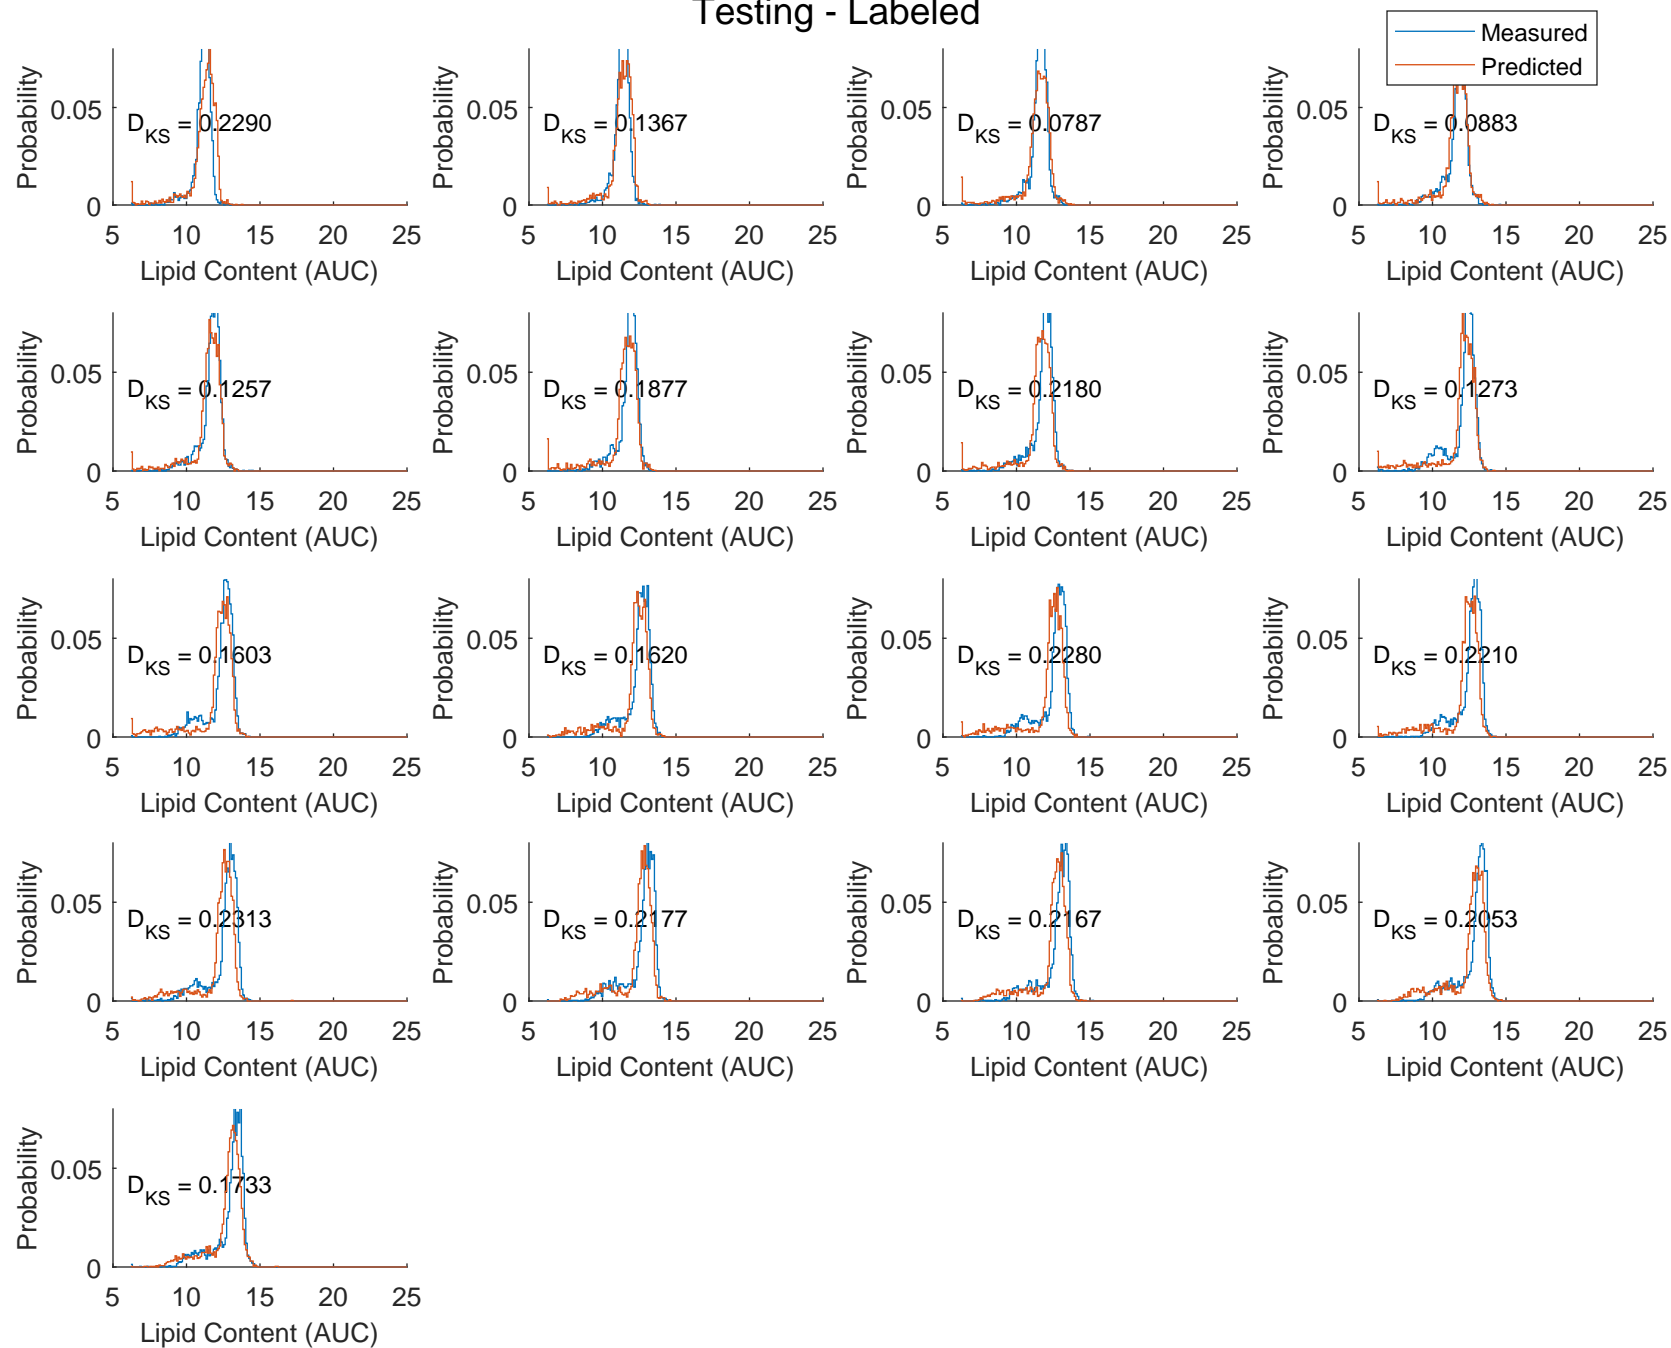 Testing - Labeled
Measured
Predicted
Probability
0.05
0
D_KS = 0.2290
5 10 15 20 25
Lipid Content (AUC)
Probability
0.05
0
D_KS = 0.1367
5 10 15 20 25
Lipid Content (AUC)
Probability
0.05
0
D_KS = 0.0787
5 10 15 20 25
Lipid Content (AUC)
Probability
0.05
0
D_KS = 0.0883
5 10 15 20 25
Lipid Content (AUC)
Probability
0.05
0
D_KS = 0.1257
5 10 15 20 25
Lipid Content (AUC)
Probability
0.05
0
D_KS = 0.1877
5 10 15 20 25
Lipid Content (AUC)
Probability
0.05
0
D_KS = 0.2180
5 10 15 20 25
Lipid Content (AUC)
Probability
0.05
0
D_KS = 0.1273
5 10 15 20 25
Lipid Content (AUC)
Probability
0.05
0
D_KS = 0.1603
5 10 15 20 25
Lipid Content (AUC)
Probability
0.05
0
D_KS = 0.1620
5 10 15 20 25
Lipid Content (AUC)
Probability
0.05
0
D_KS = 0.2280
5 10 15 20 25
Lipid Content (AUC)
Probability
0.05
0
D_KS = 0.2210
5 10 15 20 25
Lipid Content (AUC)
Probability
0.05
0
D_KS = 0.2313
5 10 15 20 25
Lipid Content (AUC)
Probability
0.05
0
D_KS = 0.2177
5 10 15 20 25
Lipid Content (AUC)
Probability
0.05
0
D_KS = 0.2167
5 10 15 20 25
Lipid Content (AUC)
Probability
0.05
0
D_KS = 0.2053
5 10 15 20 25
Lipid Content (AUC)
Probability
0.05
0
D_KS = 0.1733
5 10 15 20 25
Lipid Content (AUC)